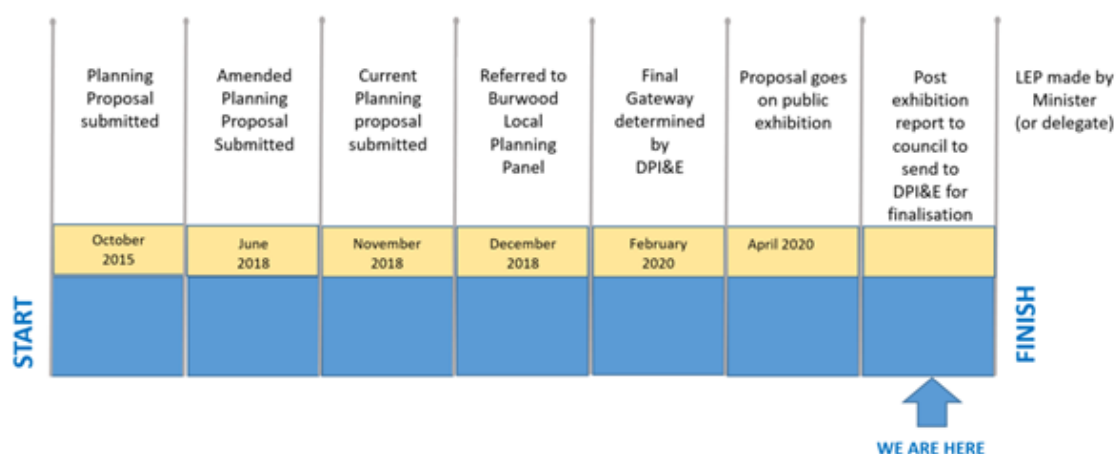 Planning
Proposal
submitted
Amended
Planning
Proposal
Submitted
Current
Planning
proposal
submitted
Referred to
Burwood
Local
Planning
Panel
Final
Gateway
determined
by
DPI&E
Proposal goes
on public
exhibition
Post
exhibition
report to
council to
send to
DPI&E for
finalisation
LEP made by
Minister
(or delegate)
October
2015
June
2018
November
2018
December
2018
February
2020
April 2020
START
FINISH
WE ARE HERE